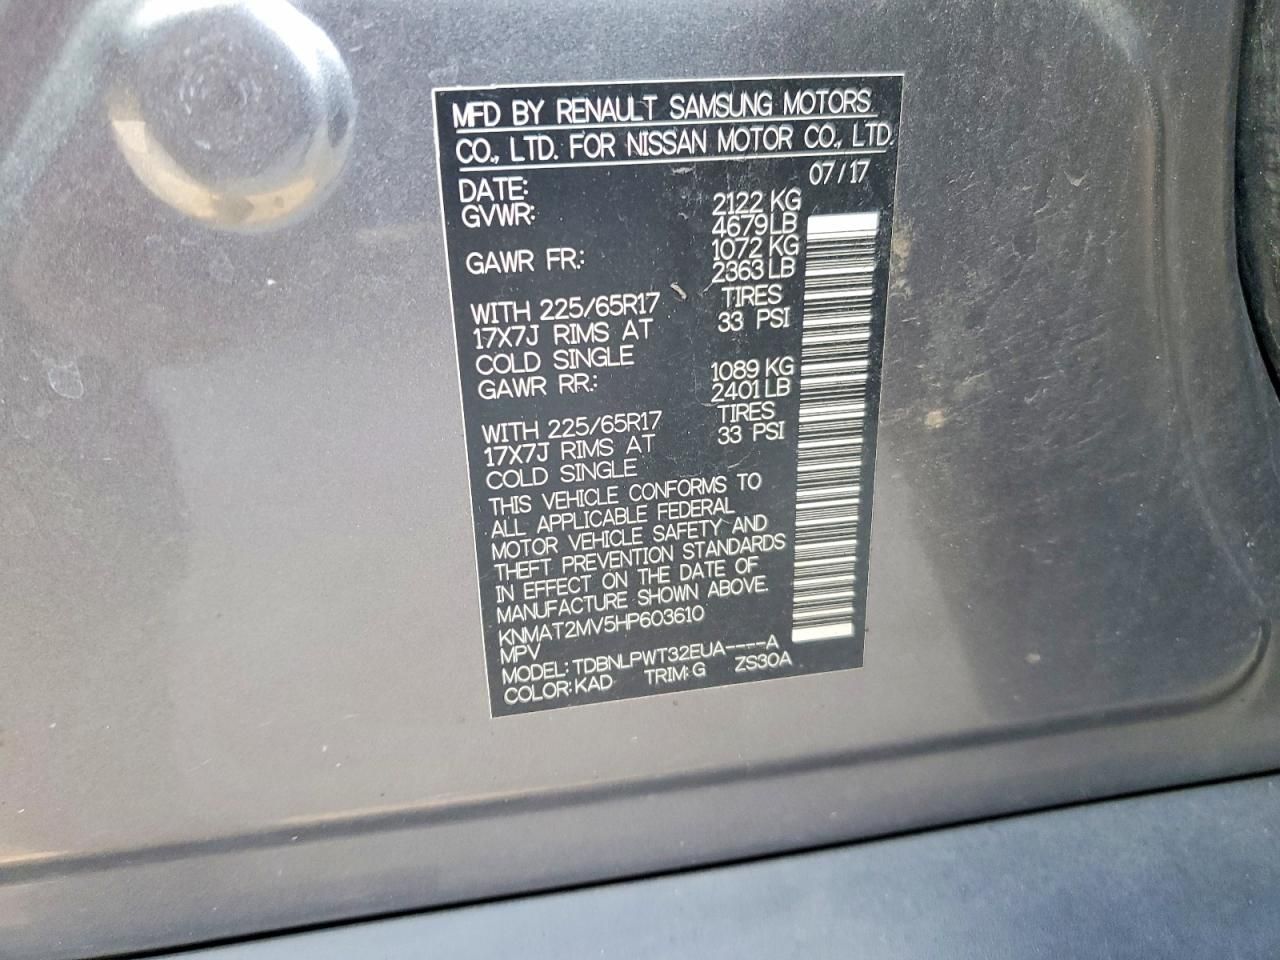 MFD BY RENAULT SAMSUNG MOTORS
CO., LTD. FOR NISSAN MOTOR CO., LTD.
DATE: 07/17
GVWR: 2122 KG
4679 LB
GAWR FR.: 1072 KG
2363 LB
WITH 225/65R17 TIRES
17X7J RIMS AT 33 PSI
COLD SINGLE
GAWR RR.: 1089 KG
2401 LB
WITH 225/65R17 TIRES
17X7J RIMS AT 33 PSI
COLD SINGLE
THIS VEHICLE CONFORMS TO
ALL APPLICABLE FEDERAL
MOTOR VEHICLE SAFETY AND
THEFT PREVENTION STANDARDS
IN EFFECT ON THE DATE OF
MANUFACTURE SHOWN ABOVE.
KNMAT2MV5HP603610
MPV
MODEL: TDBNLPWT32EUA----A
COLOR: KAD TRIM: G ZS30A